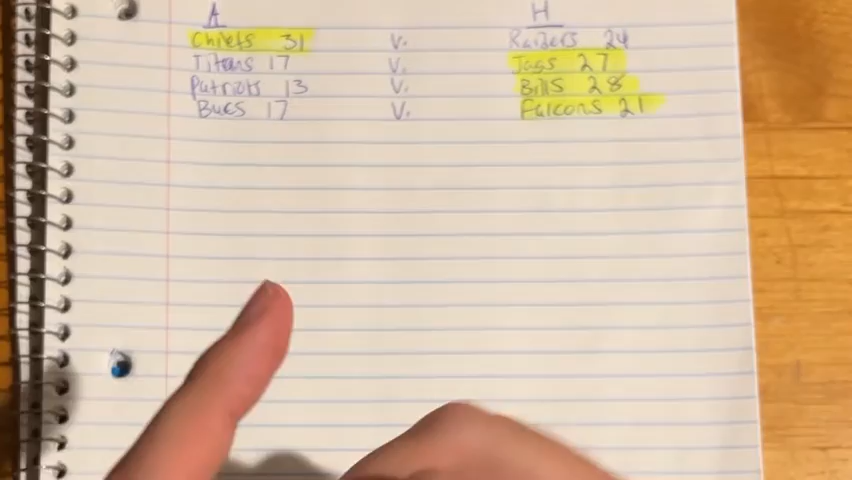 A H
Chiefs 31 V. Raiders 24
Titans 17 V. Jags 27
Patriots 13 V. Bills 28
Bucs 17 V. Falcons 21